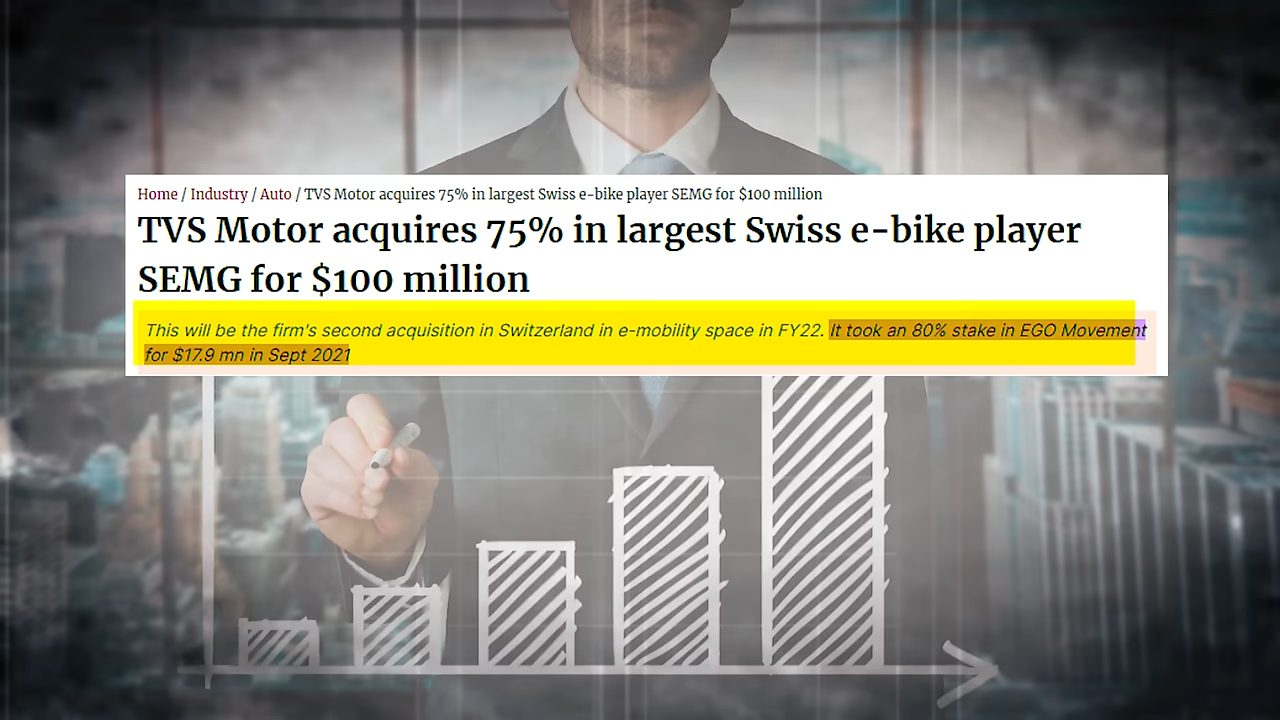 Home / Industry / Auto / TVS Motor acquires 75% in largest Swiss e-bike player SEMG for $100 million
TVS Motor acquires 75% in largest Swiss e-bike player
SEMG for $100 million
This will be the firm's second acquisition in Switzerland in e-mobility space in FY22. It took an 80% stake in EGO Movement
for $17.9 mn in Sept 2021